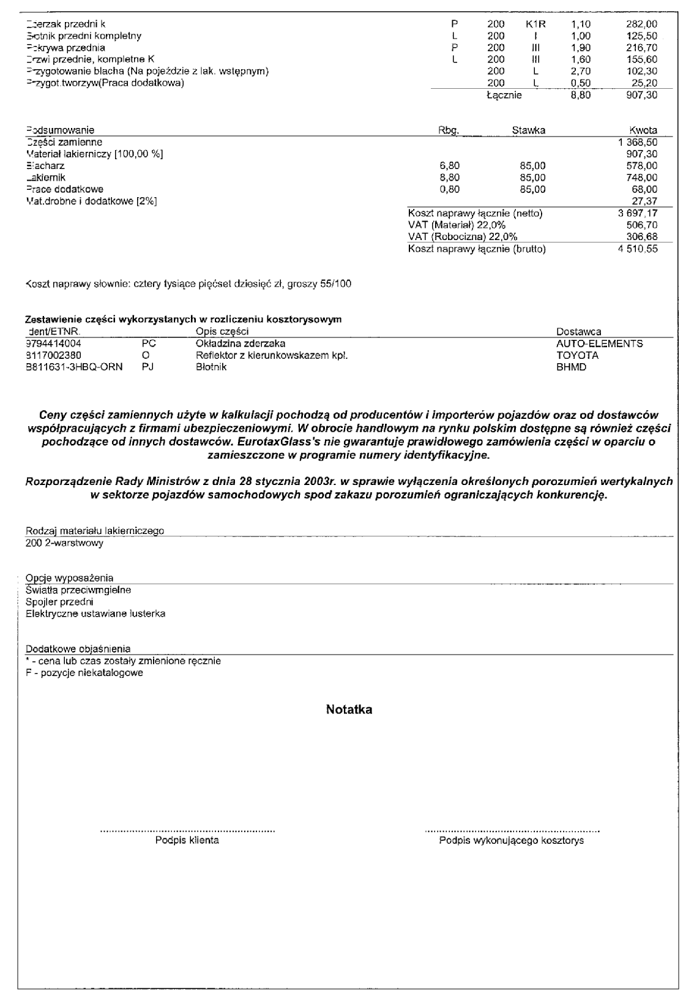 Zderzak przedni k P 200 K1R 1,10 282,00
Błotnik przedni kompletny L 200 I 1,00 125,50
Pokrywa przednia P 200 III 1,90 216,70
Drzwi przednie, kompletne K L 200 III 1,60 155,60
Przygotowanie blacha (Na pojeździe z lak. wstępnym) 200 L 2,70 102,30
Przygot.tworzyw(Praca dodatkowa) 200 L 0,50 25,20
Łącznie 8,80 907,30
Podsumowanie Rbg. Stawka Kwota
Części zamienne 1 368,50
Materiał lakierniczy [100,00 %] 907,30
Blacharz 6,80 85,00 578,00
Lakiernik 8,80 85,00 748,00
Prace dodatkowe 0,80 85,00 68,00
Mat.drobne i dodatkowe [2%] 27,37
Koszt naprawy łącznie (netto) 3 697,17
VAT (Materiał) 22,0% 506,70
VAT (Robocizna) 22,0% 306,68
Koszt naprawy łącznie (brutto) 4 510,55
Koszt naprawy słownie: cztery tysiące pięćset dziesięć zł, groszy 55/100
Zestawienie części wykorzystanych w rozliczeniu kosztorysowym
Ident/ETNR. Opis części Dostawca
9794414004 PC Okładzina zderzaka AUTO-ELEMENTS
8117002380 O Reflektor z kierunkowskazem kpl. TOYOTA
B811631-3HBQ-ORN PJ Błotnik BHMD
Ceny części zamiennych użyte w kalkulacji pochodzą od producentów i importerów pojazdów oraz od dostawców
współpracujących z firmami ubezpieczeniowymi. W obrocie handlowym na rynku polskim dostępne są również części
pochodzące od innych dostawców. EurotaxGlass's nie gwarantuje prawidłowego zamówienia części w oparciu o
zamieszczone w programie numery identyfikacyjne.
Rozporządzenie Rady Ministrów z dnia 28 stycznia 2003r. w sprawie wyłączenia określonych porozumień wertykalnych
w sektorze pojazdów samochodowych spod zakazu porozumień ograniczających konkurencję.
Rodzaj materiału lakierniczego
200 2-warstwowy
Opcje wyposażenia
Światła przeciwmgielne
Spojler przedni
Elektryczne ustawiane lusterka
Dodatkowe objaśnienia
* - cena lub czas zostały zmienione ręcznie
F - pozycje niekatalogowe
Notatka
Podpis klienta Podpis wykonującego kosztorys